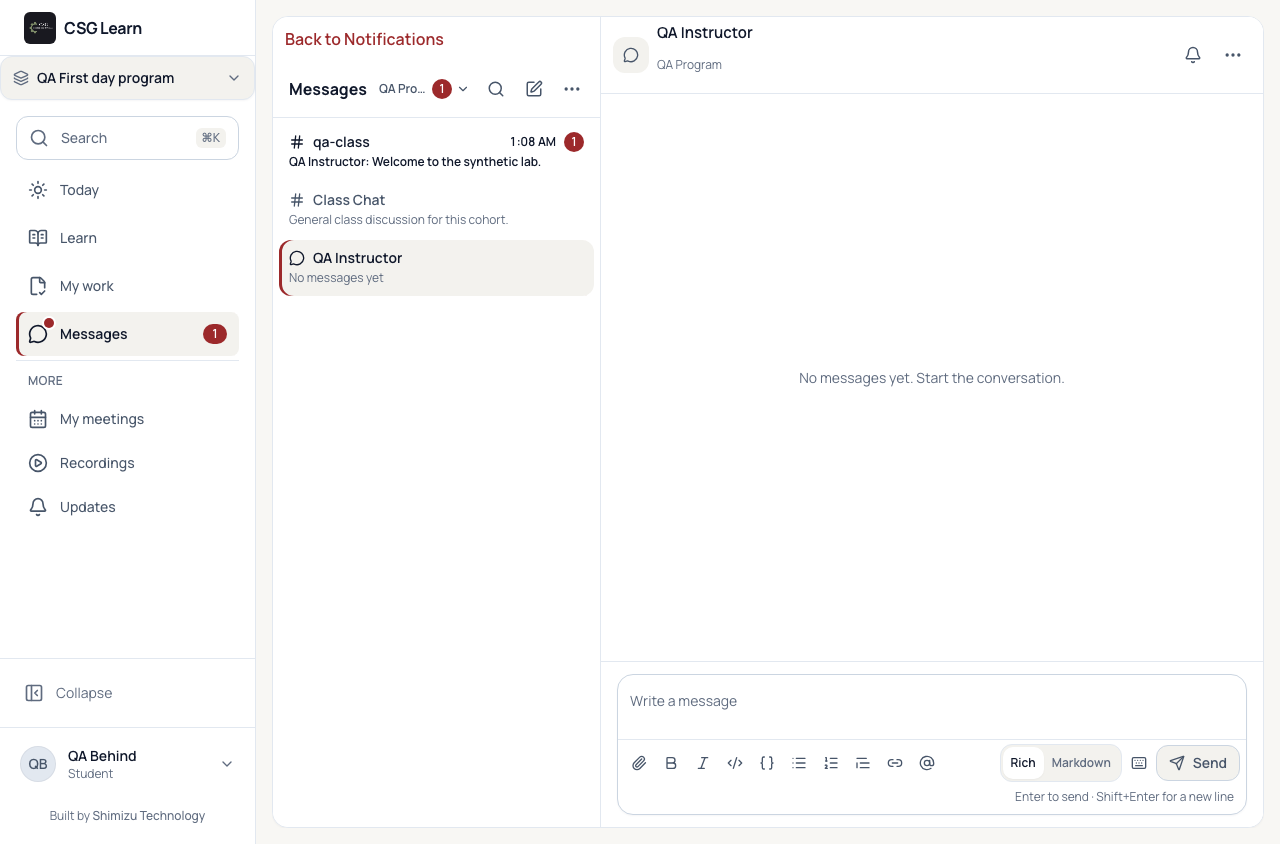 CSG Learn
QA First day program
Search
⌘K
Today
Learn
My work
Messages
1
MORE
My meetings
Recordings
Updates
Collapse
QB
QA Behind
Student
Built by Shimizu Technology
Back to Notifications
Messages
QA Pro...
1
qa-class
1:08 AM
1
QA Instructor: Welcome to the synthetic lab.
Class Chat
General class discussion for this cohort.
QA Instructor
No messages yet
QA Instructor
QA Program
No messages yet. Start the conversation.
Write a message
Rich
Markdown
Send
Enter to send · Shift+Enter for a new line